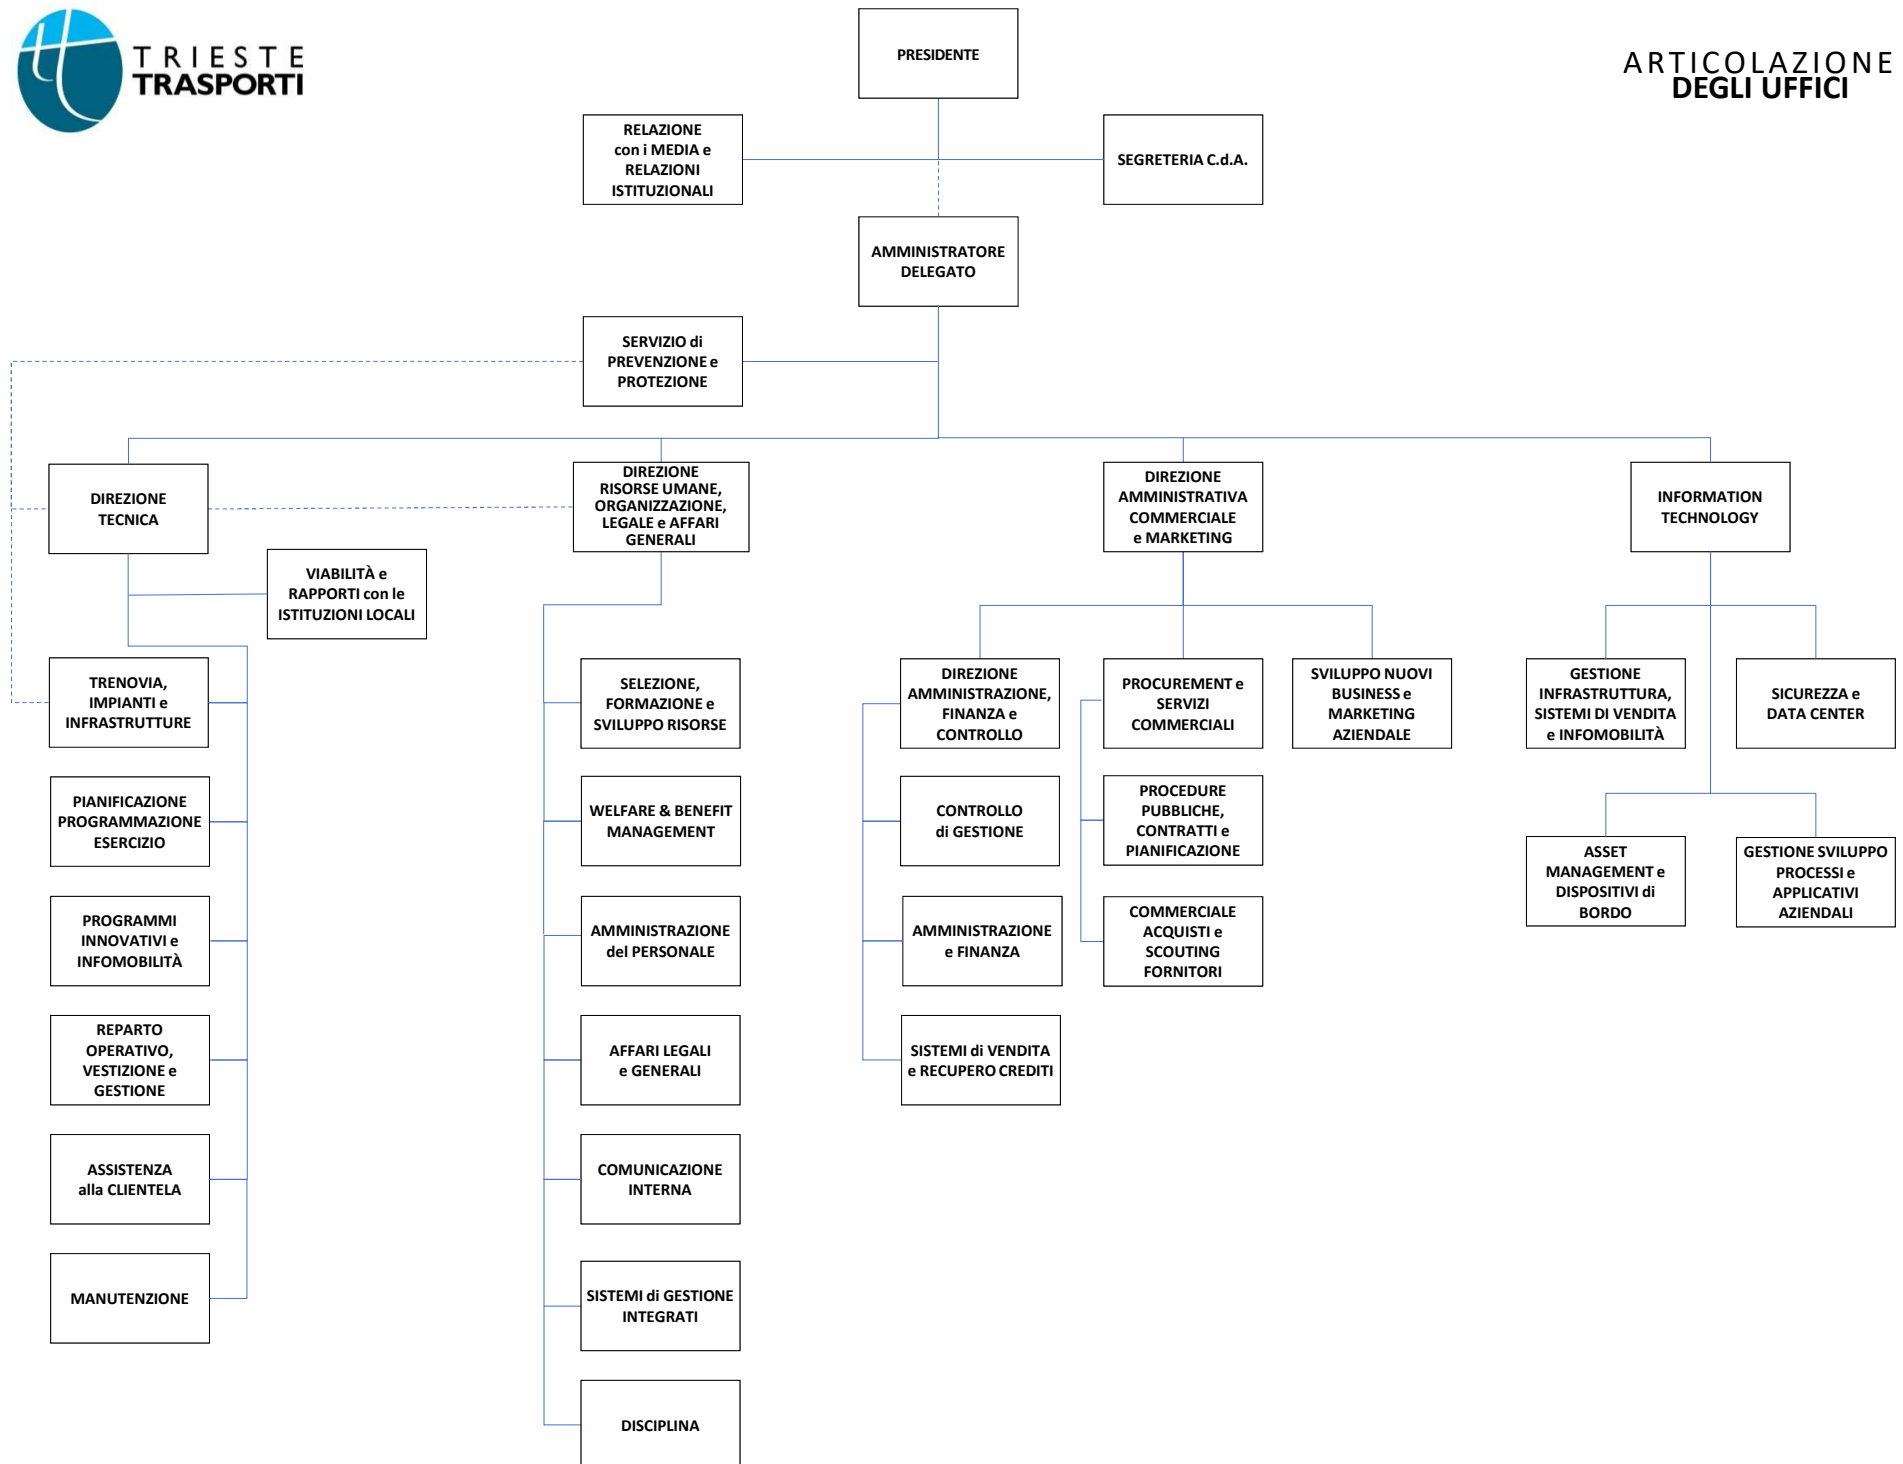 TRIESTE
TRASPORTI
ARTICOLAZIONE
DEGLI UFFICI
PRESIDENTE
RELAZIONE
con i MEDIA e
RELAZIONI
ISTITUZIONALI
SEGRETERIA C.d.A.
AMMINISTRATORE
DELEGATO
SERVIZIO di
PREVENZIONE e
PROTEZIONE
DIREZIONE
TECNICA
DIREZIONE
RISORSE UMANE,
ORGANIZZAZIONE,
LEGALE e AFFARI
GENERALI
DIREZIONE
AMMINISTRATIVA
COMMERCIALE
e MARKETING
INFORMATION
TECHNOLOGY
VIABILITÀ e
RAPPORTI con le
ISTITUZIONI LOCALI
TRENOVIA,
IMPIANTI e
INFRASTRUTTURE
PIANIFICAZIONE
PROGRAMMAZIONE
ESERCIZIO
PROGRAMMI
INNOVATIVI e
INFOMOBILITÀ
REPARTO
OPERATIVO,
VESTIZIONE e
GESTIONE
ASSISTENZA
alla CLIENTELA
MANUTENZIONE
SELEZIONE,
FORMAZIONE e
SVILUPPO RISORSE
WELFARE & BENEFIT
MANAGEMENT
AMMINISTRAZIONE
del PERSONALE
AFFARI LEGALI
e GENERALI
COMUNICAZIONE
INTERNA
SISTEMI di GESTIONE
INTEGRATI
DISCIPLINA
DIREZIONE
AMMINISTRAZIONE,
FINANZA e
CONTROLLO
CONTROLLO
di GESTIONE
AMMINISTRAZIONE
e FINANZA
SISTEMI di VENDITA
e RECUPERO CREDITI
PROCUREMENT e
SERVIZI
COMMERCIALI
PROCEDURE
PUBBLICHE,
CONTRATTI e
PIANIFICAZIONE
COMMERCIALE
ACQUISTI e
SCOUTING
FORNITORI
SVILUPPO NUOVI
BUSINESS e
MARKETING
AZIENDALE
GESTIONE
INFRASTRUTTURA,
SISTEMI DI VENDITA
e INFOMOBILITÀ
SICUREZZA e
DATA CENTER
ASSET
MANAGEMENT e
DISPOSITIVI di
BORDO
GESTIONE SVILUPPO
PROCESSI e
APPLICATIVI
AZIENDALI